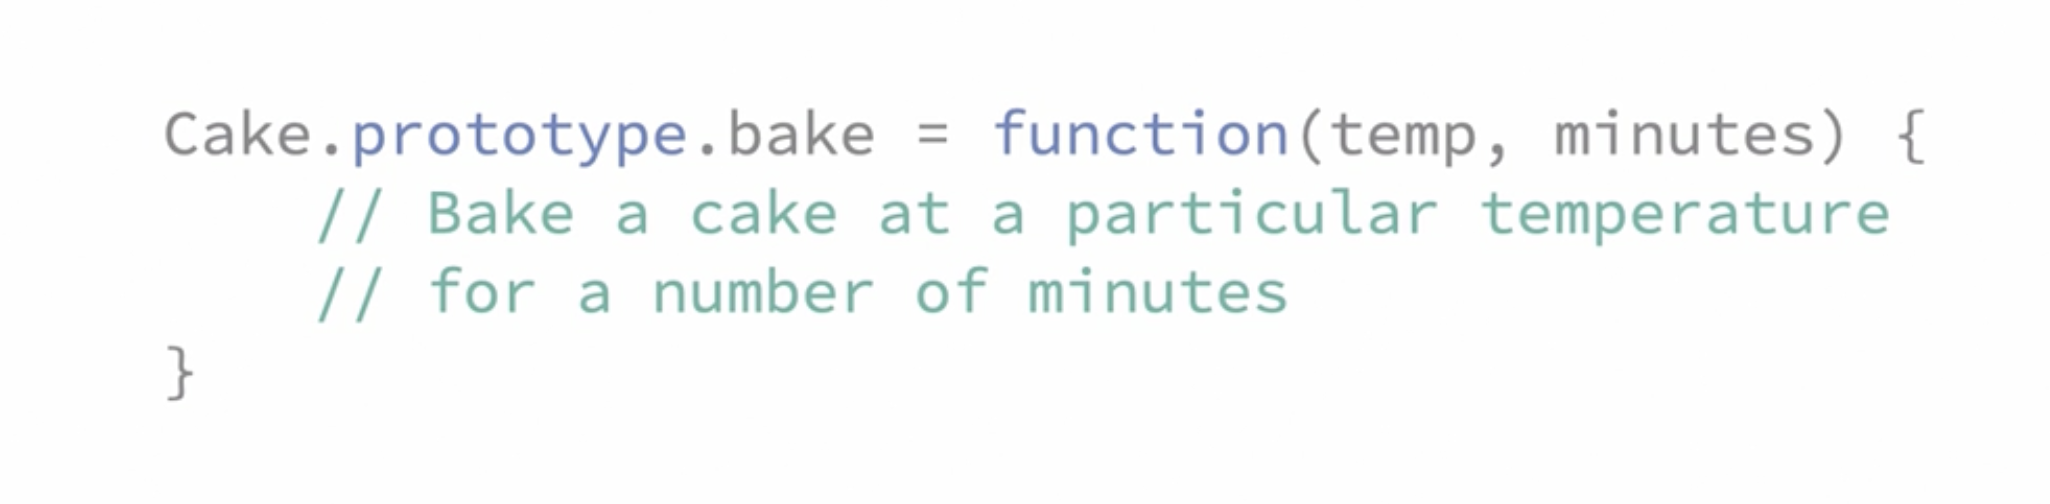 Cake.prototype.bake = function(temp, minutes) {
// Bake a cake at a particular temperature
// for a number of minutes
}